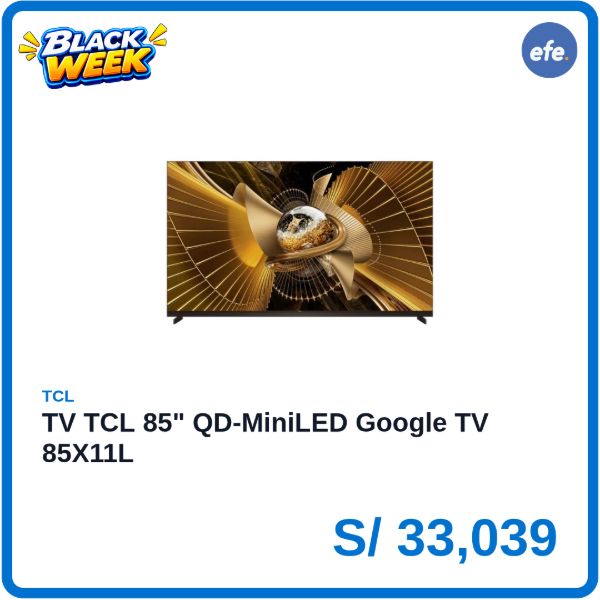 BLACK
WEEK
efe.
TCL
TV TCL 85" QD-MiniLED Google TV
85X11L
S/ 33,039